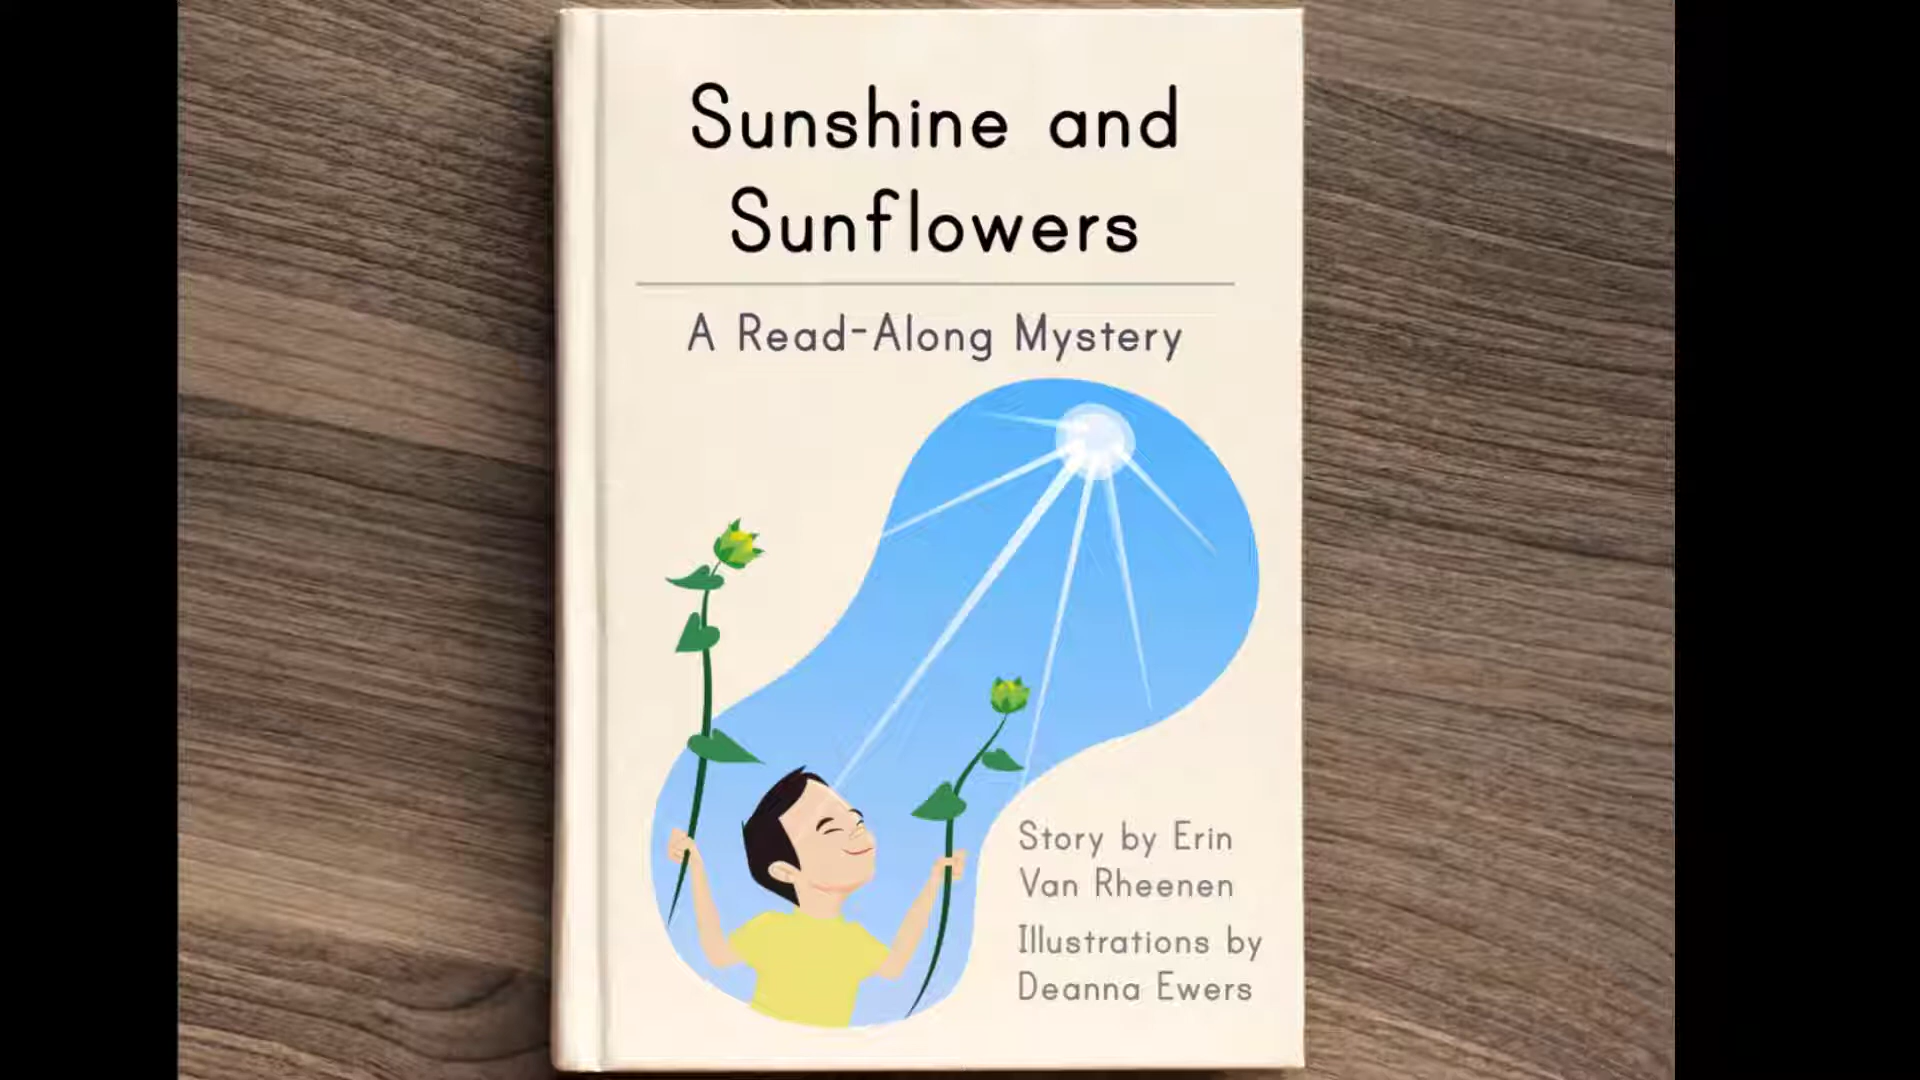 Sunshine and
Sunflowers
A Read-Along Mystery
Story by Erin
Van Rheenen
Illustrations by
Deanna Ewers